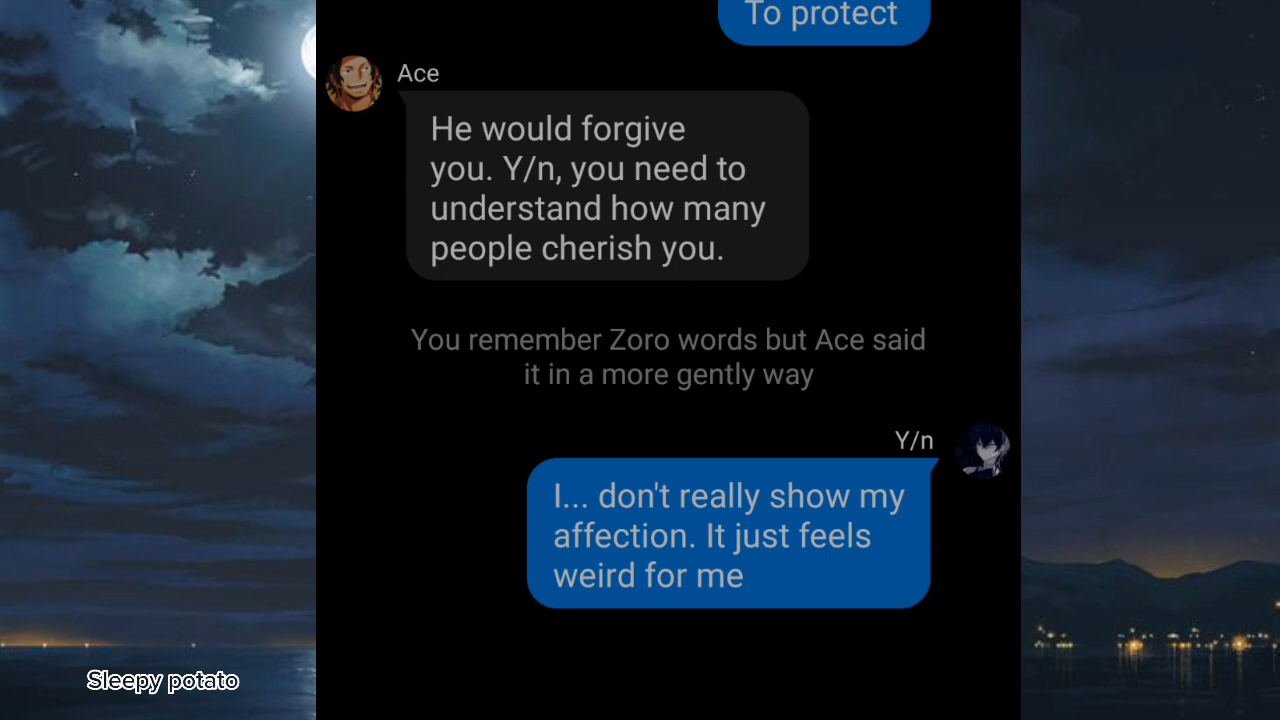 To protect
Ace
He would forgive
you. Y/n, you need to
understand how many
people cherish you.
You remember Zoro words but Ace said
it in a more gently way
Y/n
I... don't really show my
affection. It just feels
weird for me
Sleepy potato